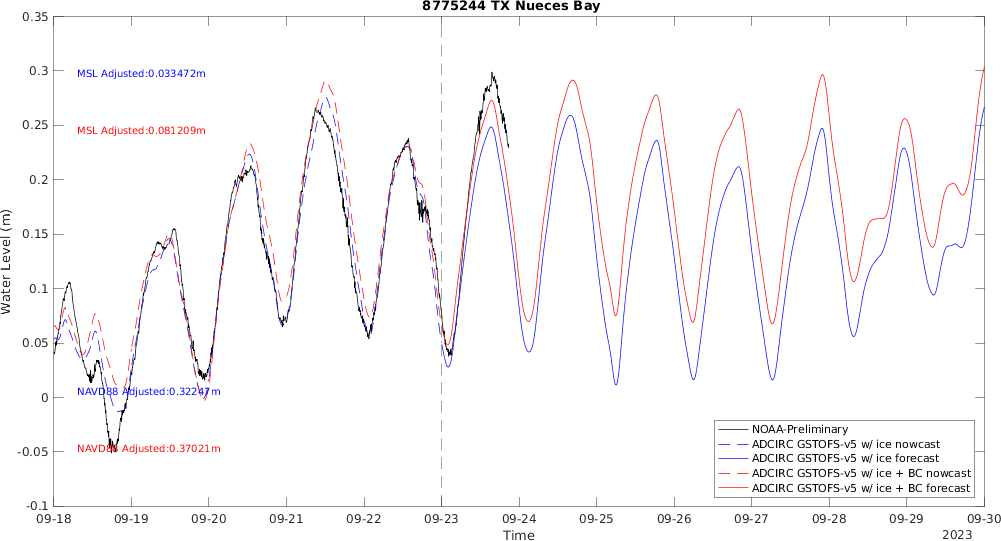 8775244 TX Nueces Bay
Water Level (m)
0.35
0.3
0.25
0.2
0.15
0.1
0.05
0
-0.05
-0.1
MSL Adjusted:0.033472m
MSL Adjusted:0.081209m
NAVD88 Adjusted:0.32247m
NAVD88 Adjusted:0.37021m
NOAA-Preliminary
ADCIRC GSTOFS-v5 w/ ice nowcast
ADCIRC GSTOFS-v5 w/ ice forecast
ADCIRC GSTOFS-v5 w/ ice + BC nowcast
ADCIRC GSTOFS-v5 w/ ice + BC forecast
09-18 09-19 09-20 09-21 09-22 09-23 09-24 09-25 09-26 09-27 09-28 09-29 09-30
Time
2023